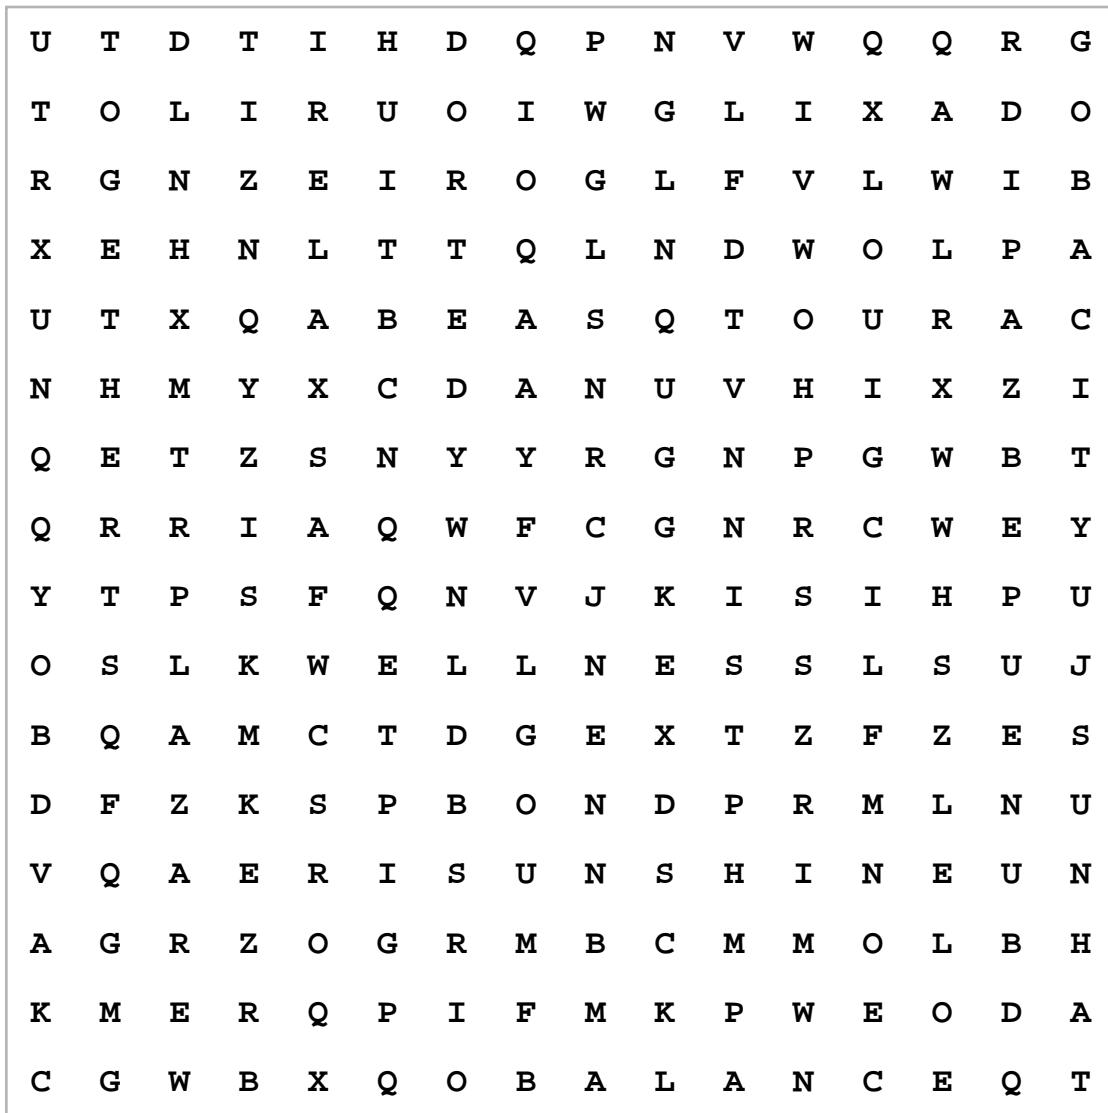 U T D T I H D Q P N V W Q Q R G
T O L I R U O I W G L I X A D O
R G N Z E I R O G L F V L W I B
X E H N L T T Q L N D W O L P A
U T X Q A B E A S Q T O U R A C
N H M Y X C D A N U V H I X Z I
Q E T Z S N Y Y R G N P G W B T
Q R R I A Q W F C G N R C W E Y
Y T P S F Q N V J K I S I H P U
O S L K W E L L N E S S L S U J
B Q A M C T D G E X T Z F Z E S
D F Z K S P B O N D P R M L N U
V Q A E R I S U N S H I N E U N
A G R Z O G R M B C M M O L B H
K M E R Q P I F M K P W E O D A
C G W B X Q O B A L A N C E Q T